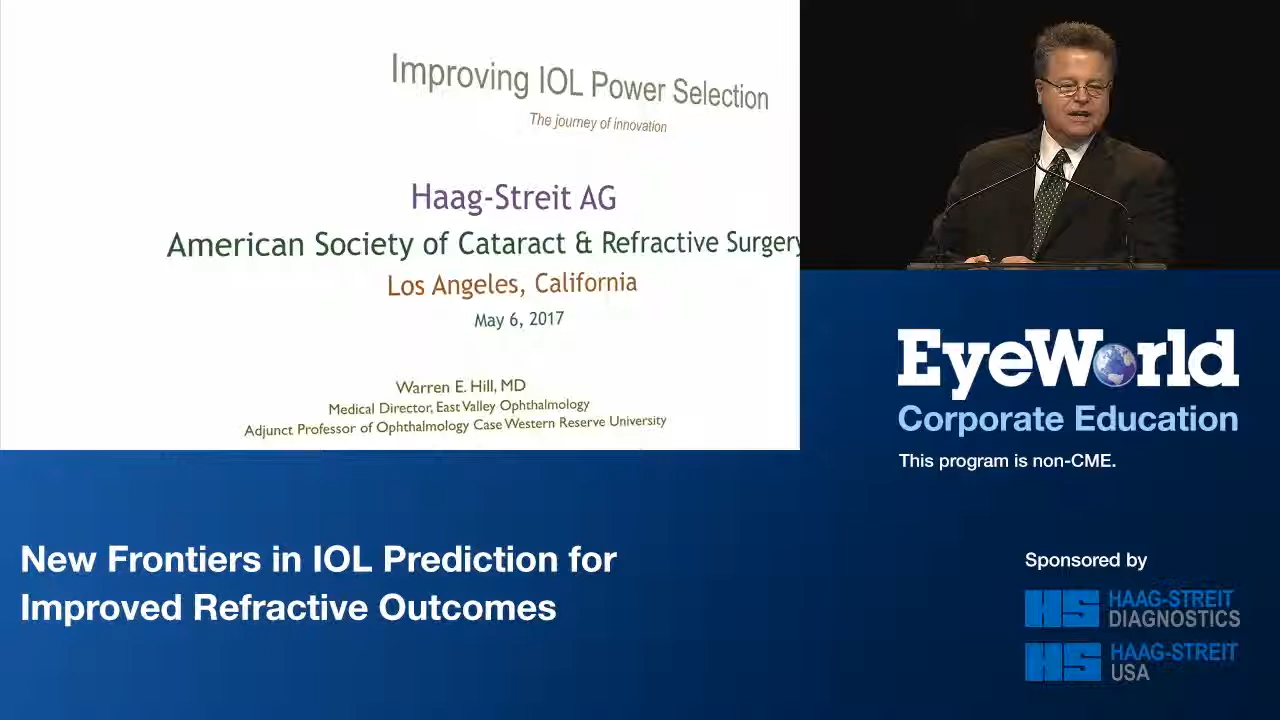 Improving IOL Power Selection
The journey of innovation
Haag-Streit AG
American Society of Cataract & Refractive Surgery
Los Angeles, California
May 6, 2017
Warren E. Hill, MD
Medical Director, East Valley Ophthalmology
Adjunct Professor of Ophthalmology Case Western Reserve University
EyeWorld
Corporate Education
This program is non-CME.
New Frontiers in IOL Prediction for
Improved Refractive Outcomes
Sponsored by
HS HAAG-STREIT
DIAGNOSTICS
HS HAAG-STREIT
USA